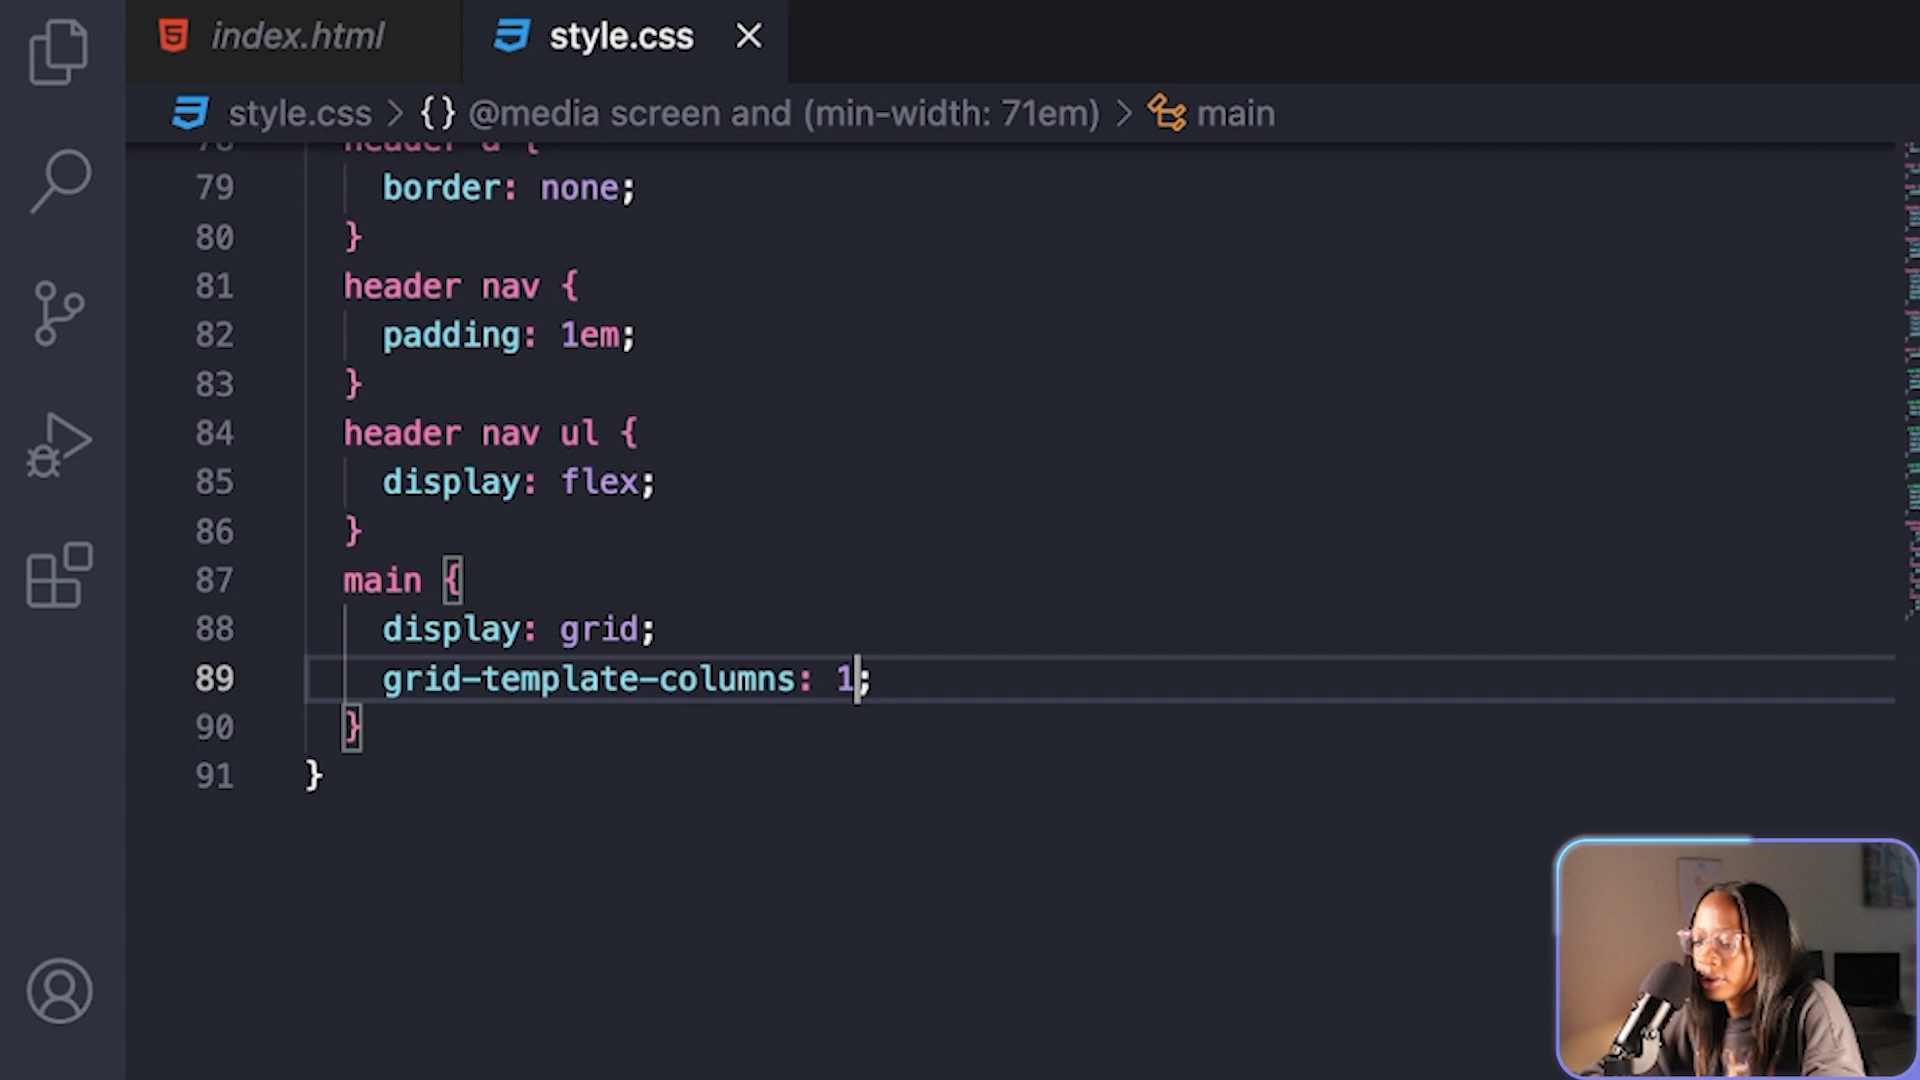 index.html
style.css
style.css > {} @media screen and (min-width: 71em) > main
78 header a {
79 border: none;
80 }
81 header nav {
82 padding: 1em;
83 }
84 header nav ul {
85 display: flex;
86 }
87 main {
88 display: grid;
89 grid-template-columns: 1;
90 }
91 }